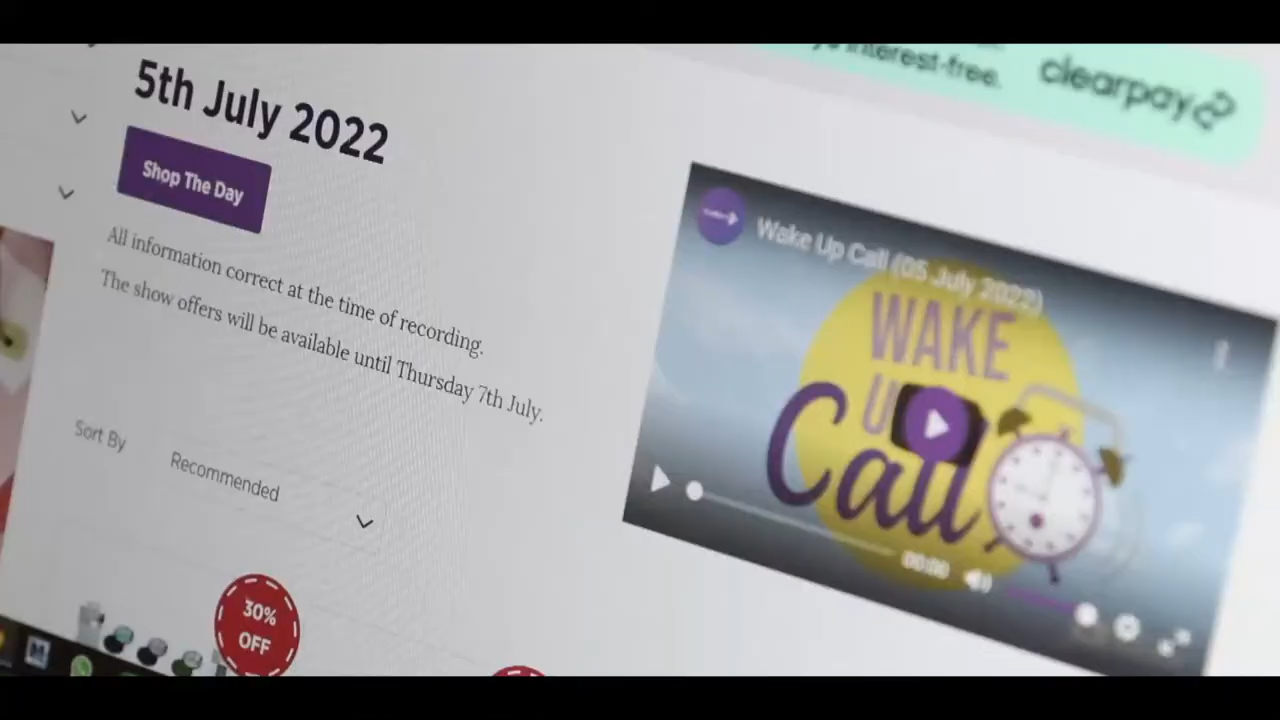 5th July 2022
Shop The Day
All information correct at the time of recording.
The show offers will be available until Thursday 7th July.
Sort By
Recommended
30%
OFF
interest-free.
clearpay
Wake Up Call (05 July 2022)
WAKE
UP
Call
00:00